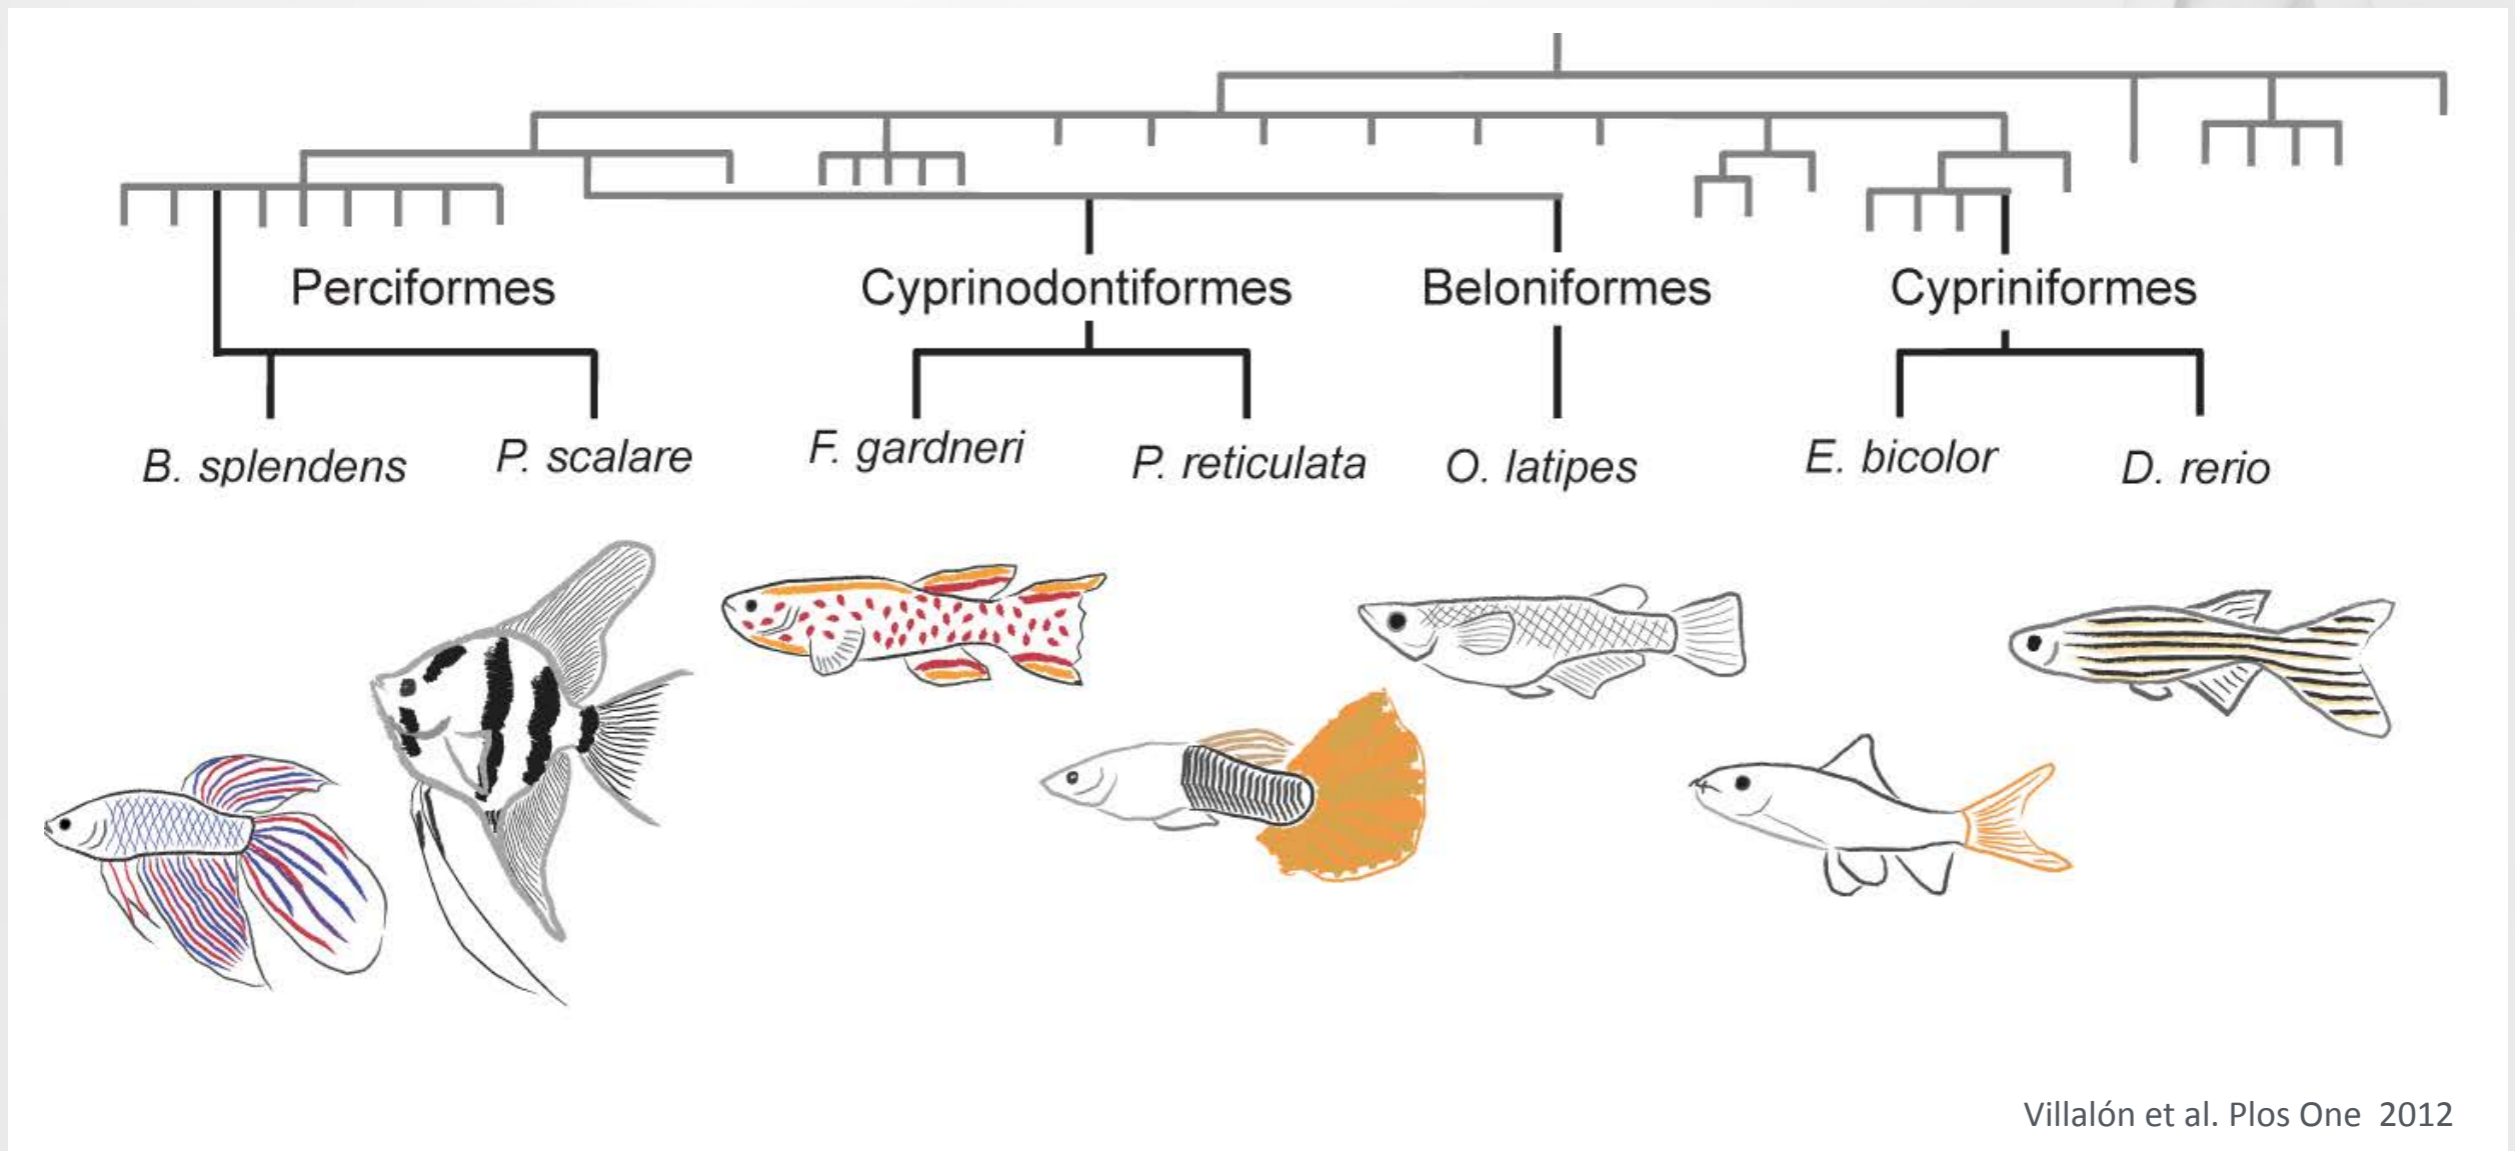 Perciformes Cyprinodontiformes Beloniformes Cypriniformes
B. splendens P. scalare F. gardneri P. reticulata O. latipes E. bicolor D. rerio
Villalón et al. Plos One 2012